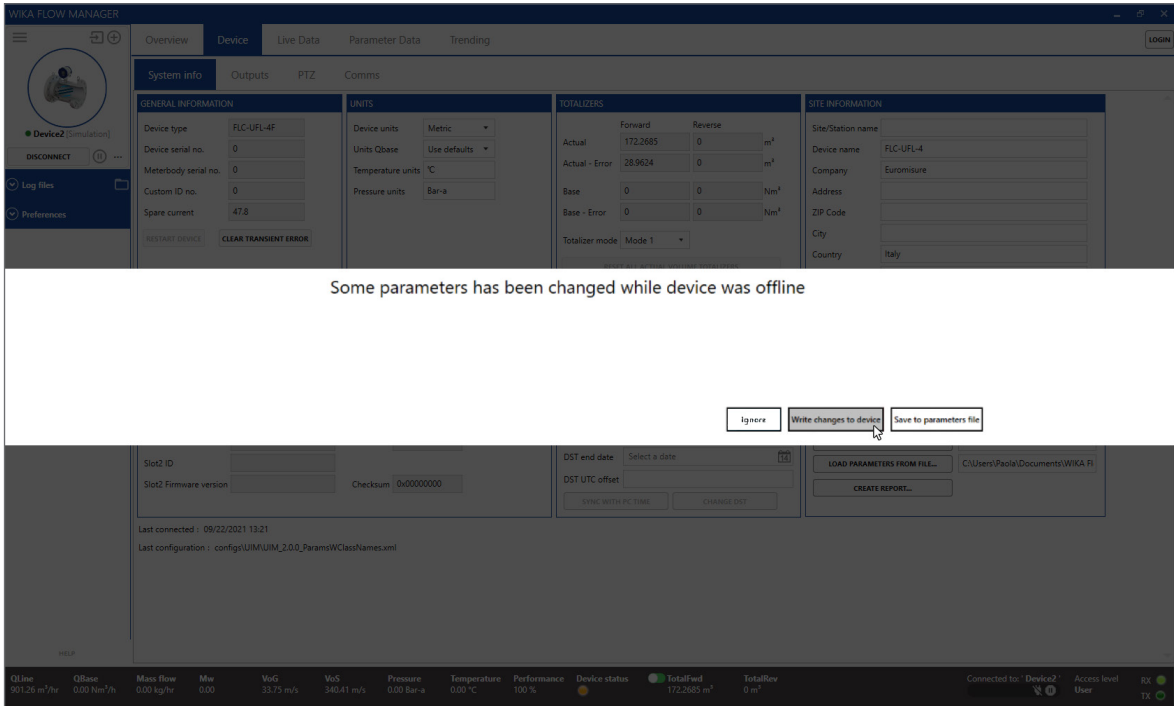 WIKA FLOW MANAGER
Overview Device Live Data Parameter Data Trending
LOGIN
System info Outputs PTZ Comms
Device2 (Simulation)
DISCONNECT ...
Log files
Preferences
GENERAL INFORMATION
Device type FLC-UFL-4F
Device serial no. 0
Meterbody serial no. 0
Custom ID no. 0
Spare current 47.8
RESTART DEVICE CLEAR TRANSIENT ERROR
UNITS
Device units Metric
Units Qbase Use defaults
Temperature units °C
Pressure units Bar-a
TOTALIZERS
Forward Reverse
Actual 172.2685 0 m³
Actual - Error 28.9624 0 m³
Base 0 0 Nm³
Base - Error 0 0 Nm³
Totalizer mode Mode 1
RESET ALL ACTUAL VOLUME TOTALIZERS
SITE INFORMATION
Site/Station name
Device name FLC-UFL-4
Company Euromisure
Address
ZIP Code
City
Country Italy
Some parameters has been changed while device was offline
Ignore Write changes to device Save to parameters file
Slot2 ID
Slot2 Firmware version Checksum 0x00000000
DST end date Select a date 14
DST UTC offset
SYNC WITH PC TIME CHANGE DST
LOAD PARAMETERS FROM FILE... C:\Users\Paola\Documents\WIKA Fl
CREATE REPORT...
Last connected : 09/22/2021 13:21
Last configuration : configs\UIM\UIM_2.0.0_ParamsWClassNames.xml
HELP
QLine QBase Mass flow Mw VoG VoS Pressure Temperature Performance Device status TotalFwd TotalRev Connected to: ' Device2 ' Access level RX
901.26 m³/hr 0.00 Nm³/h 0.00 kg/hr 0.00 33.75 m/s 340.41 m/s 0.00 Bar-a 0.00 °C 100 % 172.2685 m³ 0 m³ User TX